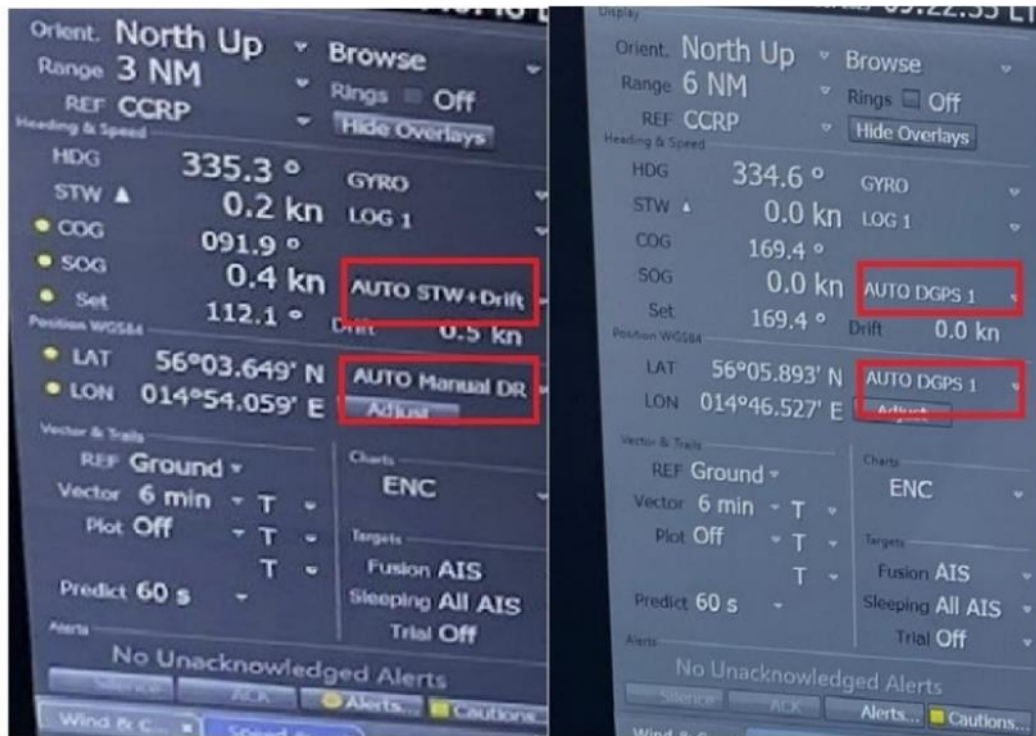 Orient. North Up Browse
Range 3 NM Rings Off
REF CCRP Hide Overlays
Heading & Speed
HDG 335.3 ° GYRO
STW 0.2 kn LOG 1
COG 091.9 °
SOG 0.4 kn AUTO STW+Drift
Set 112.1 ° Drift 0.5 kn
Position WGS84
LAT 56°03.649' N AUTO Manual DR
LON 014°54.059' E Adjust
Vector & Trails
REF Ground Charts
Vector 6 min T ENC
Plot Off T Targets
T Fusion AIS
Predict 60 s Sleeping All AIS
Trial Off
Alerts
No Unacknowledged Alerts
Silence ACK Alerts... Cautions...
Wind & C...
Display
Orient. North Up Browse
Range 6 NM Rings Off
REF CCRP Hide Overlays
Heading & Speed
HDG 334.6 ° GYRO
STW 0.0 kn LOG 1
COG 169.4 °
SOG 0.0 kn AUTO DGPS 1
Set 169.4 ° Drift 0.0 kn
Position WGS84
LAT 56°05.893' N AUTO DGPS 1
LON 014°46.527' E Adjust
Vector & Trails
REF Ground Charts
Vector 6 min T ENC
Plot Off T Targets
T Fusion AIS
Predict 60 s Sleeping All AIS
Trial Off
Alerts
No Unacknowledged Alerts
Silence ACK Alerts... Cautions...